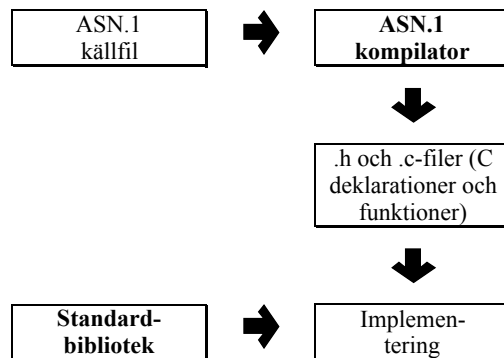 ASN.1
källfil
ASN.1
kompilator
.h och .c-filer (C
deklarationer och
funktioner)
Standard-
bibliotek
Implemen-
tering